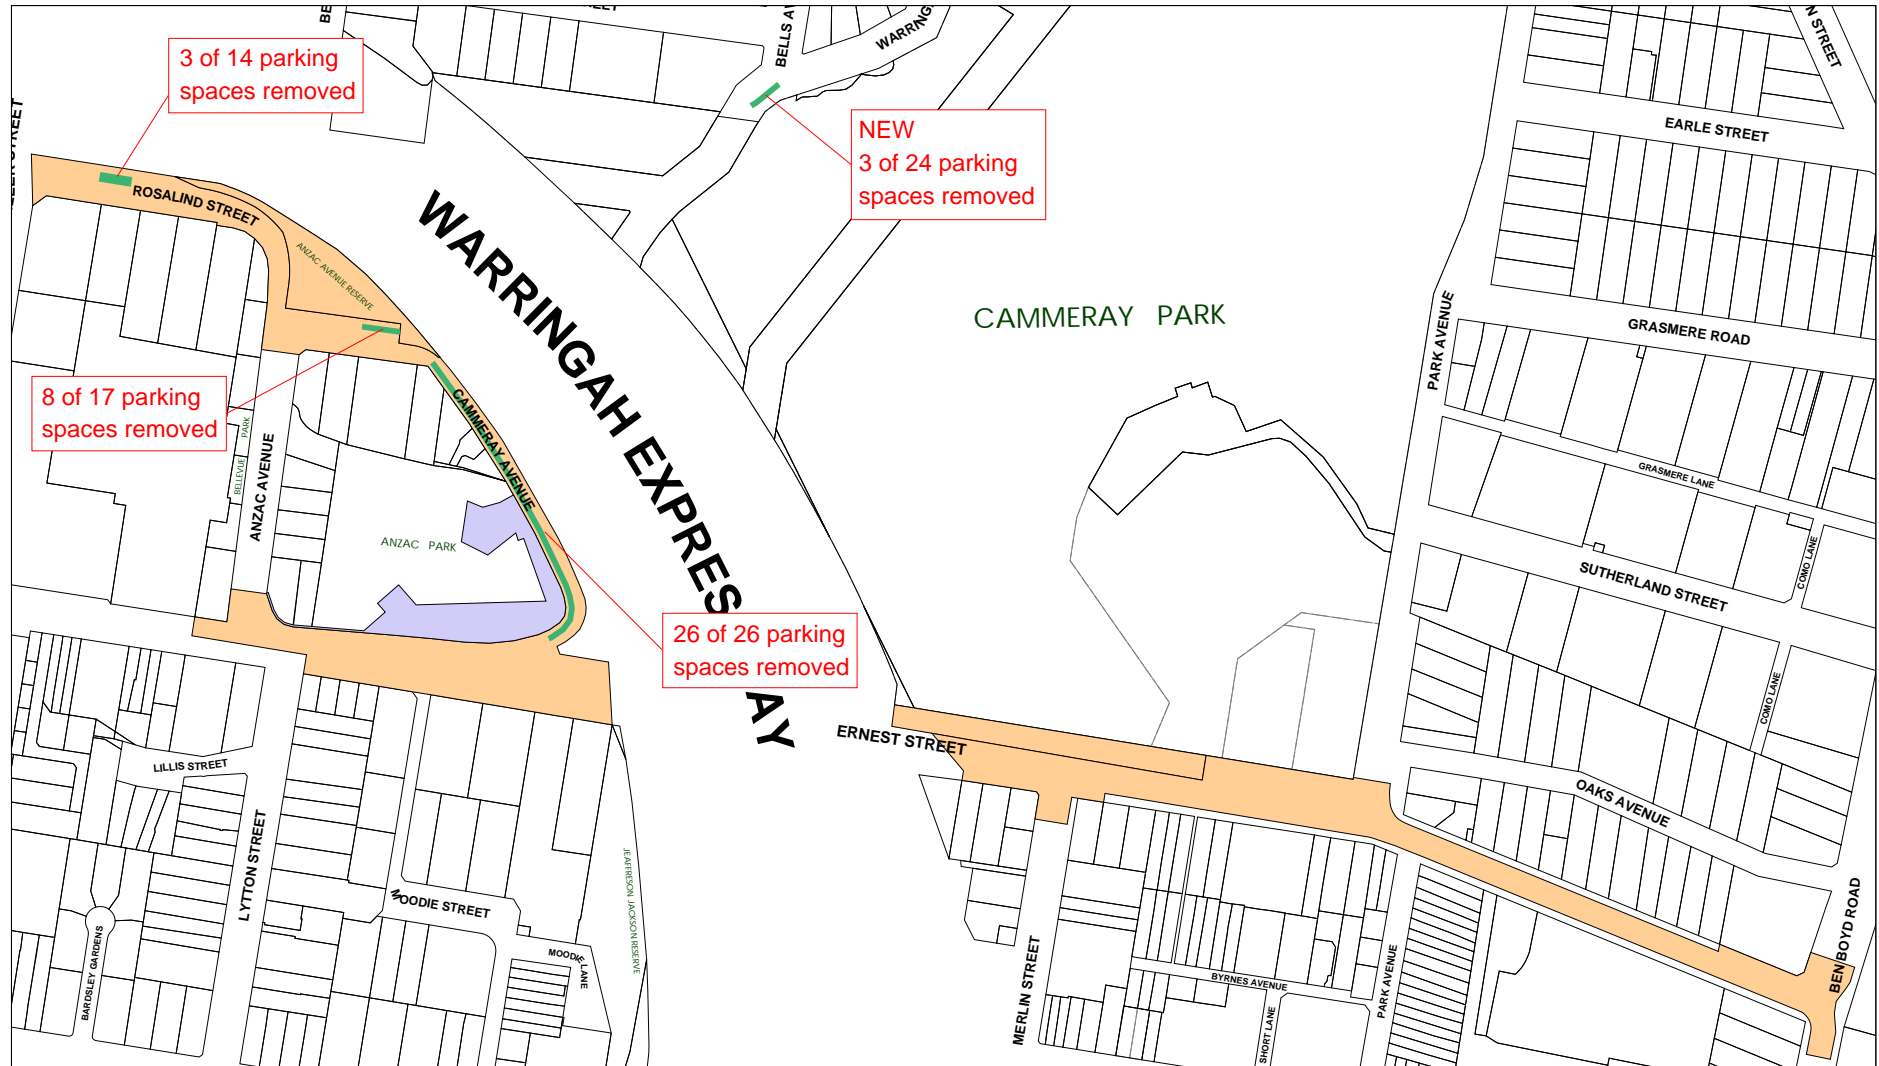 3 of 14 parking
spaces removed
NEW
3 of 24 parking
spaces removed
8 of 17 parking
spaces removed
26 of 26 parking
spaces removed
WARRINGAH EXPRES
AY
CAMMERAY PARK
ROSALIND STREET
ANZAC AVENUE RESERVE
CAMMERAY AVENUE
BELLEVUE PARK
ANZAC AVENUE
ANZAC PARK
ERNEST STREET
EARLE STREET
GRASMERE ROAD
PARK AVENUE
GRASMERE LANE
SUTHERLAND STREET
COMO LANE
COMO LANE
OAKS AVENUE
BEN BOYD ROAD
LILLIS STREET
LYTTON STREET
MOODIE STREET
MOODIE LANE
BARDSLEY GARDENS
JEAFFRESON JACKSON RESERVE
MERLIN STREET
BYRNES AVENUE
SHORT LANE
PARK AVENUE